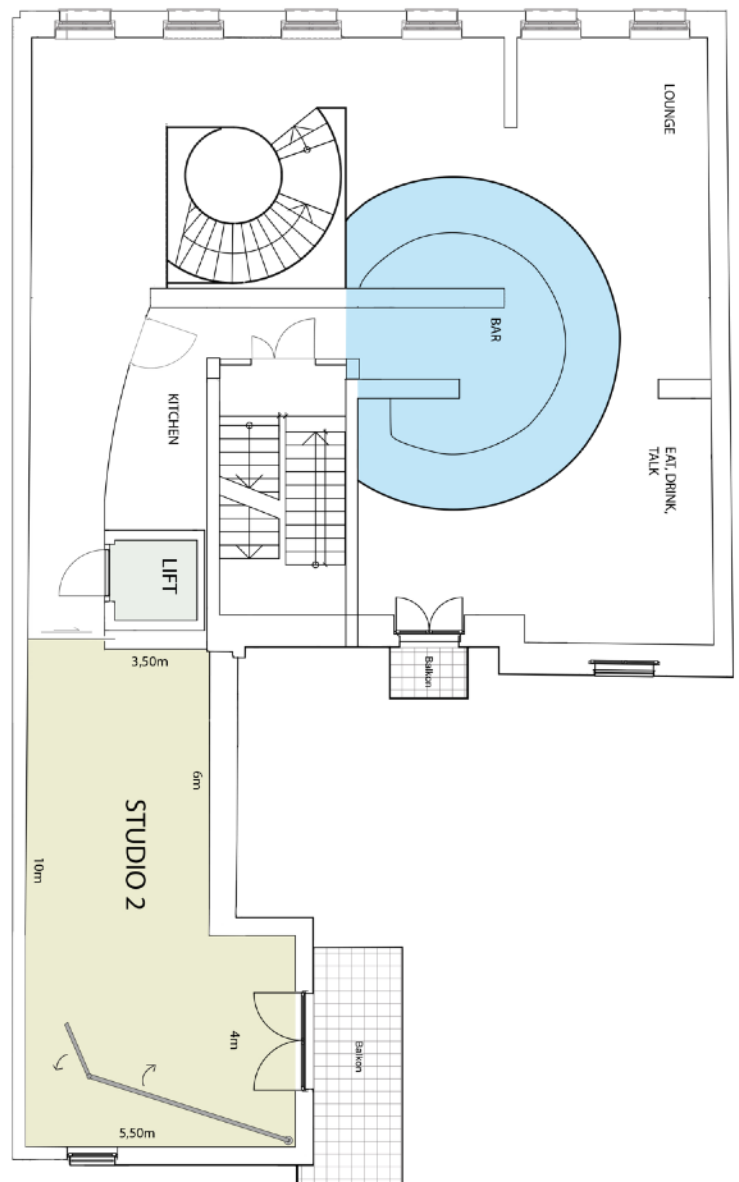 LOUNGE
BAR
KITCHEN
EAT, DRINK,
TALK
LIFT
3,50m
Balkon
6m
STUDIO 2
10m
4m
Balkon
5,50m